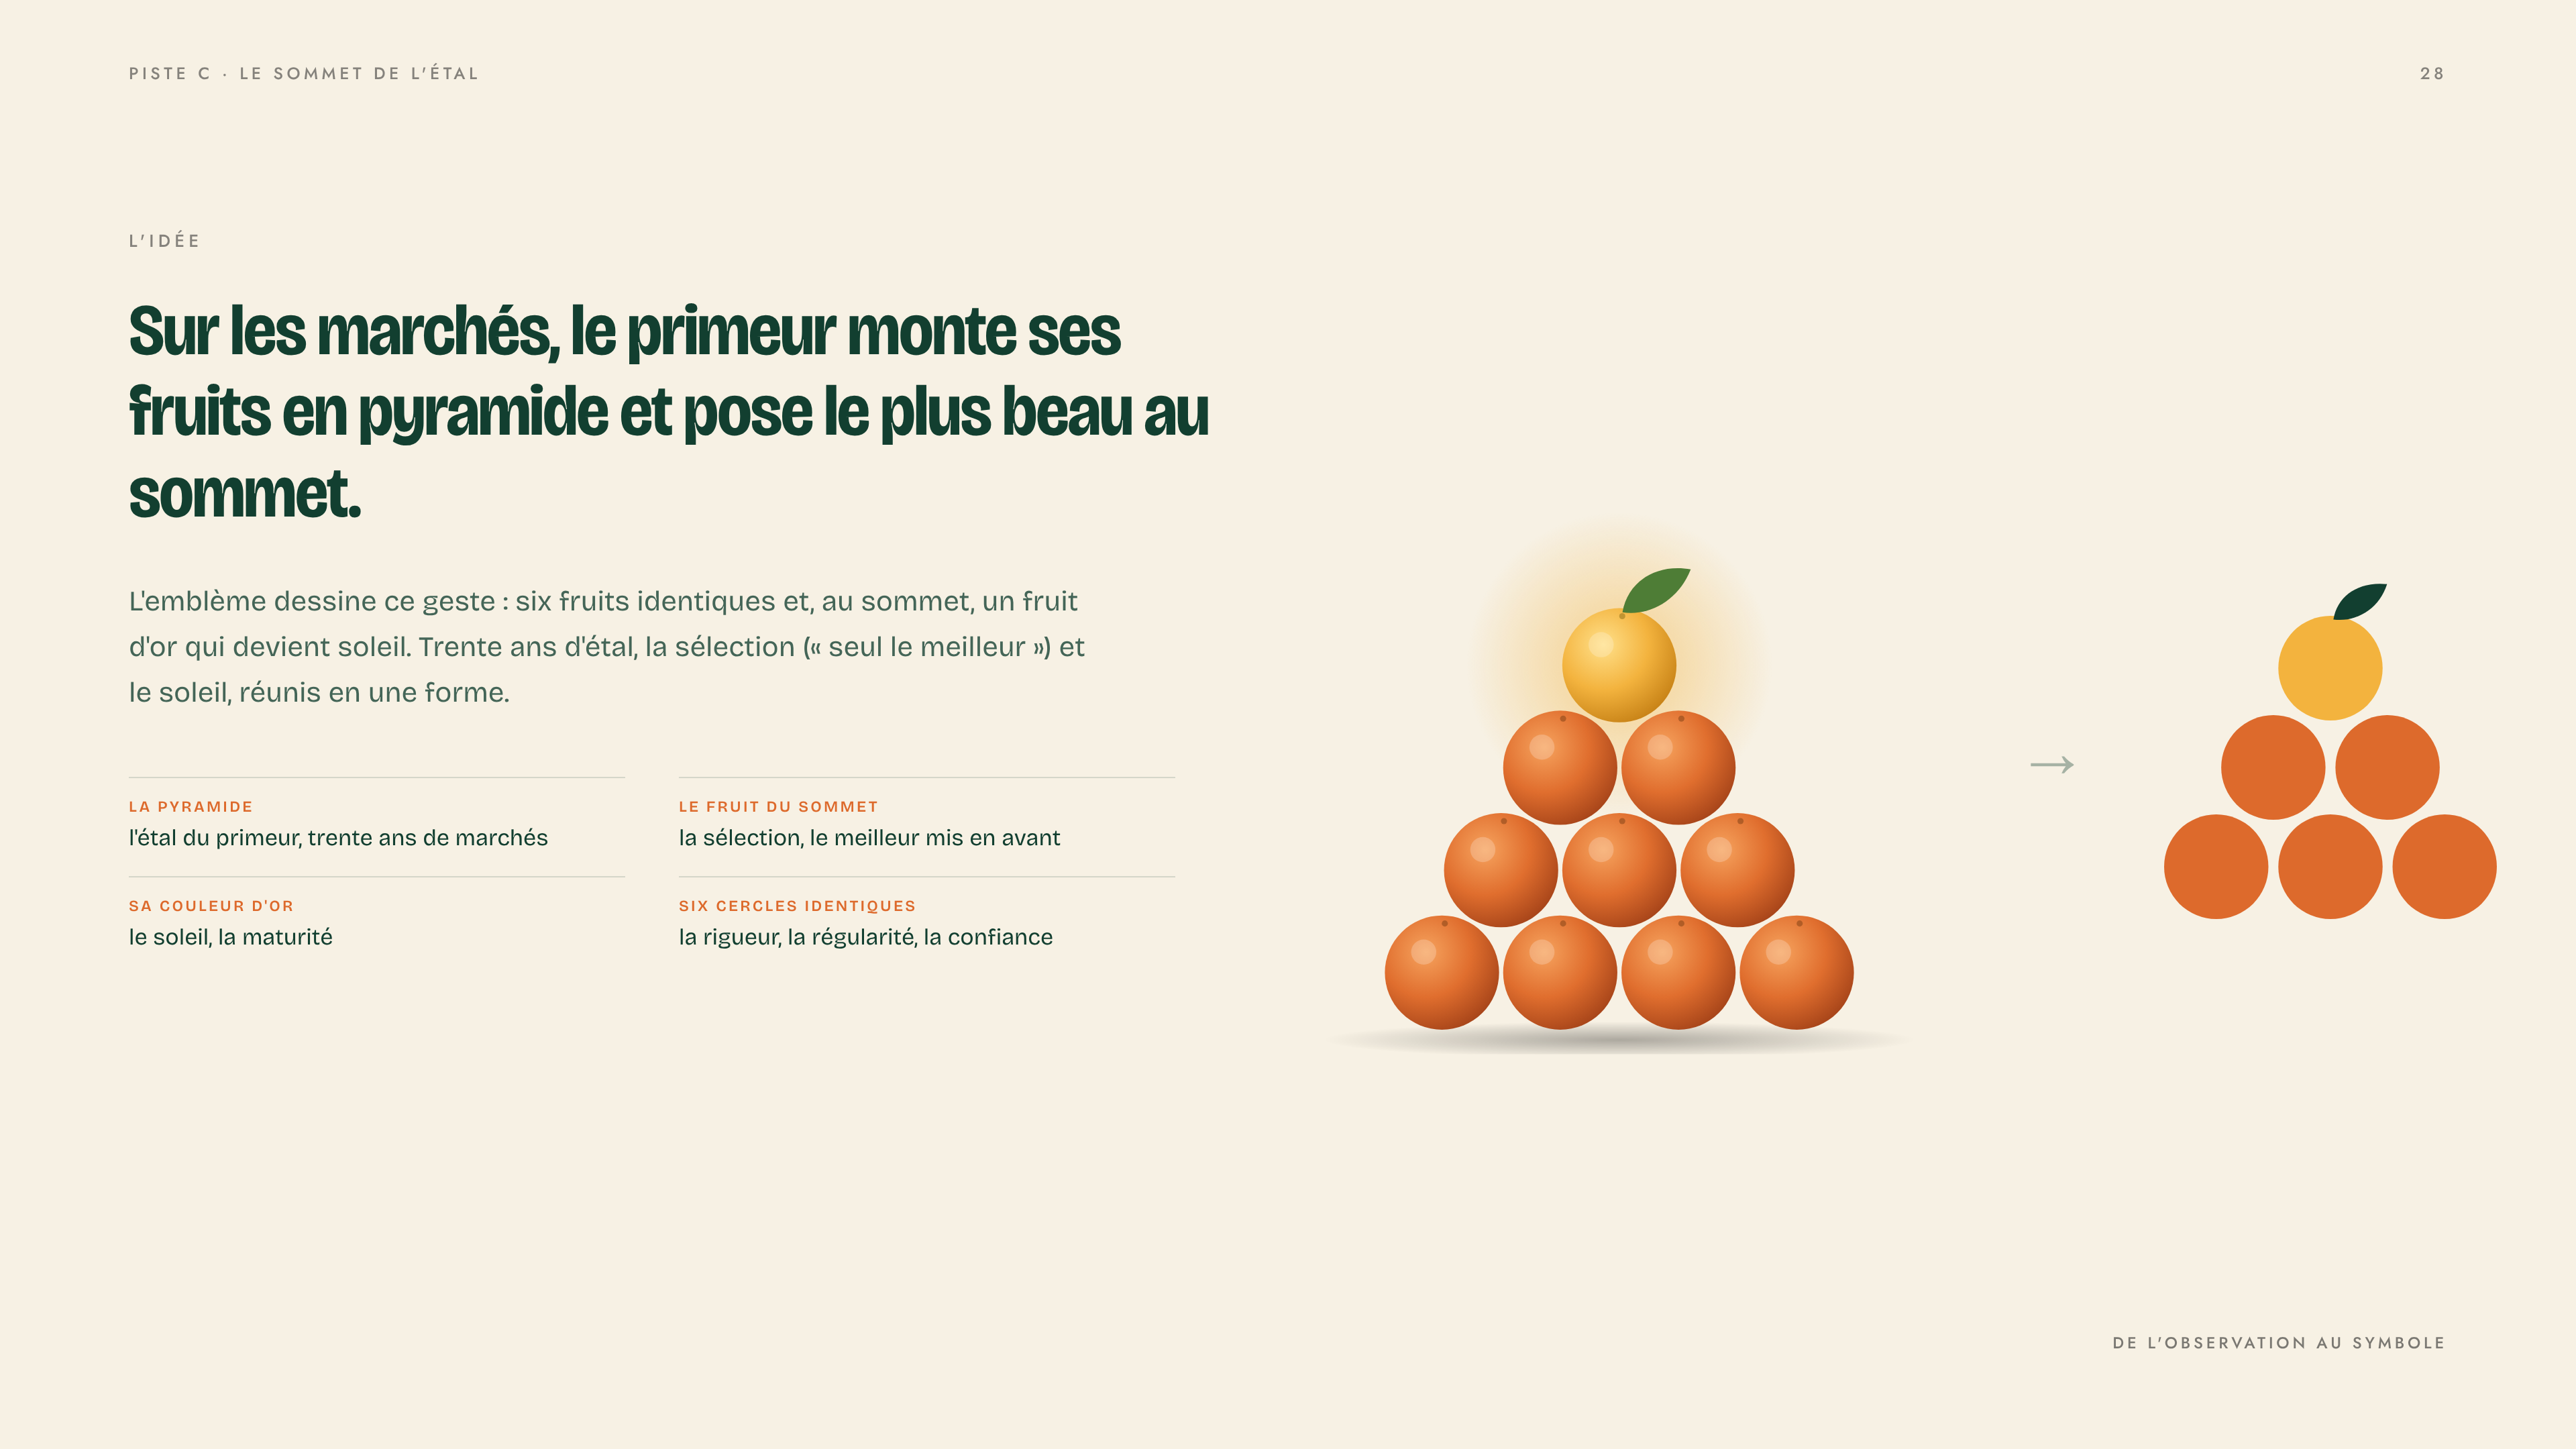 PISTE C · LE SOMMET DE L'ÉTAL
28
L'IDÉE
Sur les marchés, le primeur monte ses
fruits en pyramide et pose le plus beau au
sommet.
L'emblème dessine ce geste : six fruits identiques et, au sommet, un fruit
d'or qui devient soleil. Trente ans d'étal, la sélection (« seul le meilleur ») et
le soleil, réunis en une forme.
LA PYRAMIDE
l'étal du primeur, trente ans de marchés
LE FRUIT DU SOMMET
la sélection, le meilleur mis en avant
SA COULEUR D'OR
le soleil, la maturité
SIX CERCLES IDENTIQUES
la rigueur, la régularité, la confiance
→
DE L'OBSERVATION AU SYMBOLE